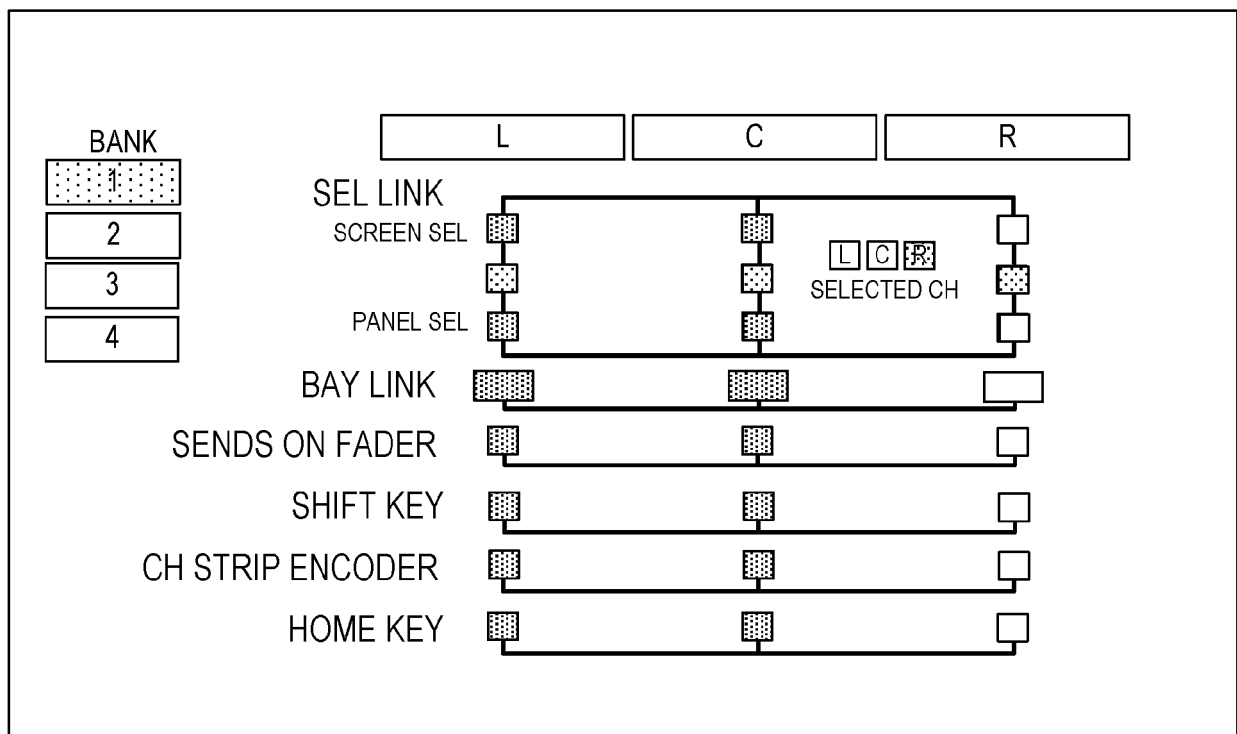 L C R
BANK
1
2
3
4
SEL LINK
SCREEN SEL
L C R
SELECTED CH
PANEL SEL
BAY LINK
SENDS ON FADER
SHIFT KEY
CH STRIP ENCODER
HOME KEY